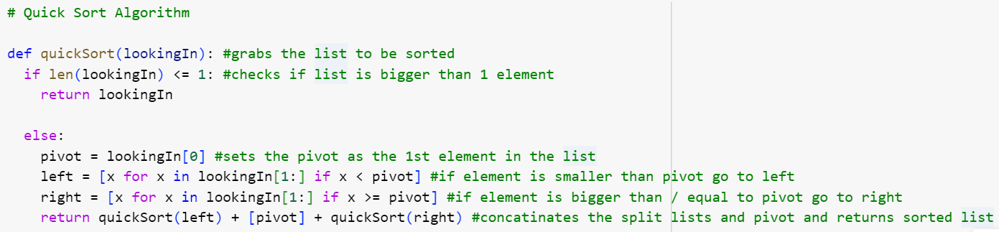 # Quick Sort Algorithm
def quickSort(lookingIn): #grabs the list to be sorted
  if len(lookingIn) <= 1: #checks if list is bigger than 1 element
    return lookingIn
  else:
    pivot = lookingIn[0] #sets the pivot as the 1st element in the list
    left = [x for x in lookingIn[1:] if x < pivot] #if element is smaller than pivot go to left
    right = [x for x in lookingIn[1:] if x >= pivot] #if element is bigger than / equal to pivot go to right
    return quickSort(left) + [pivot] + quickSort(right) #concatinates the split lists and pivot and returns sorted list